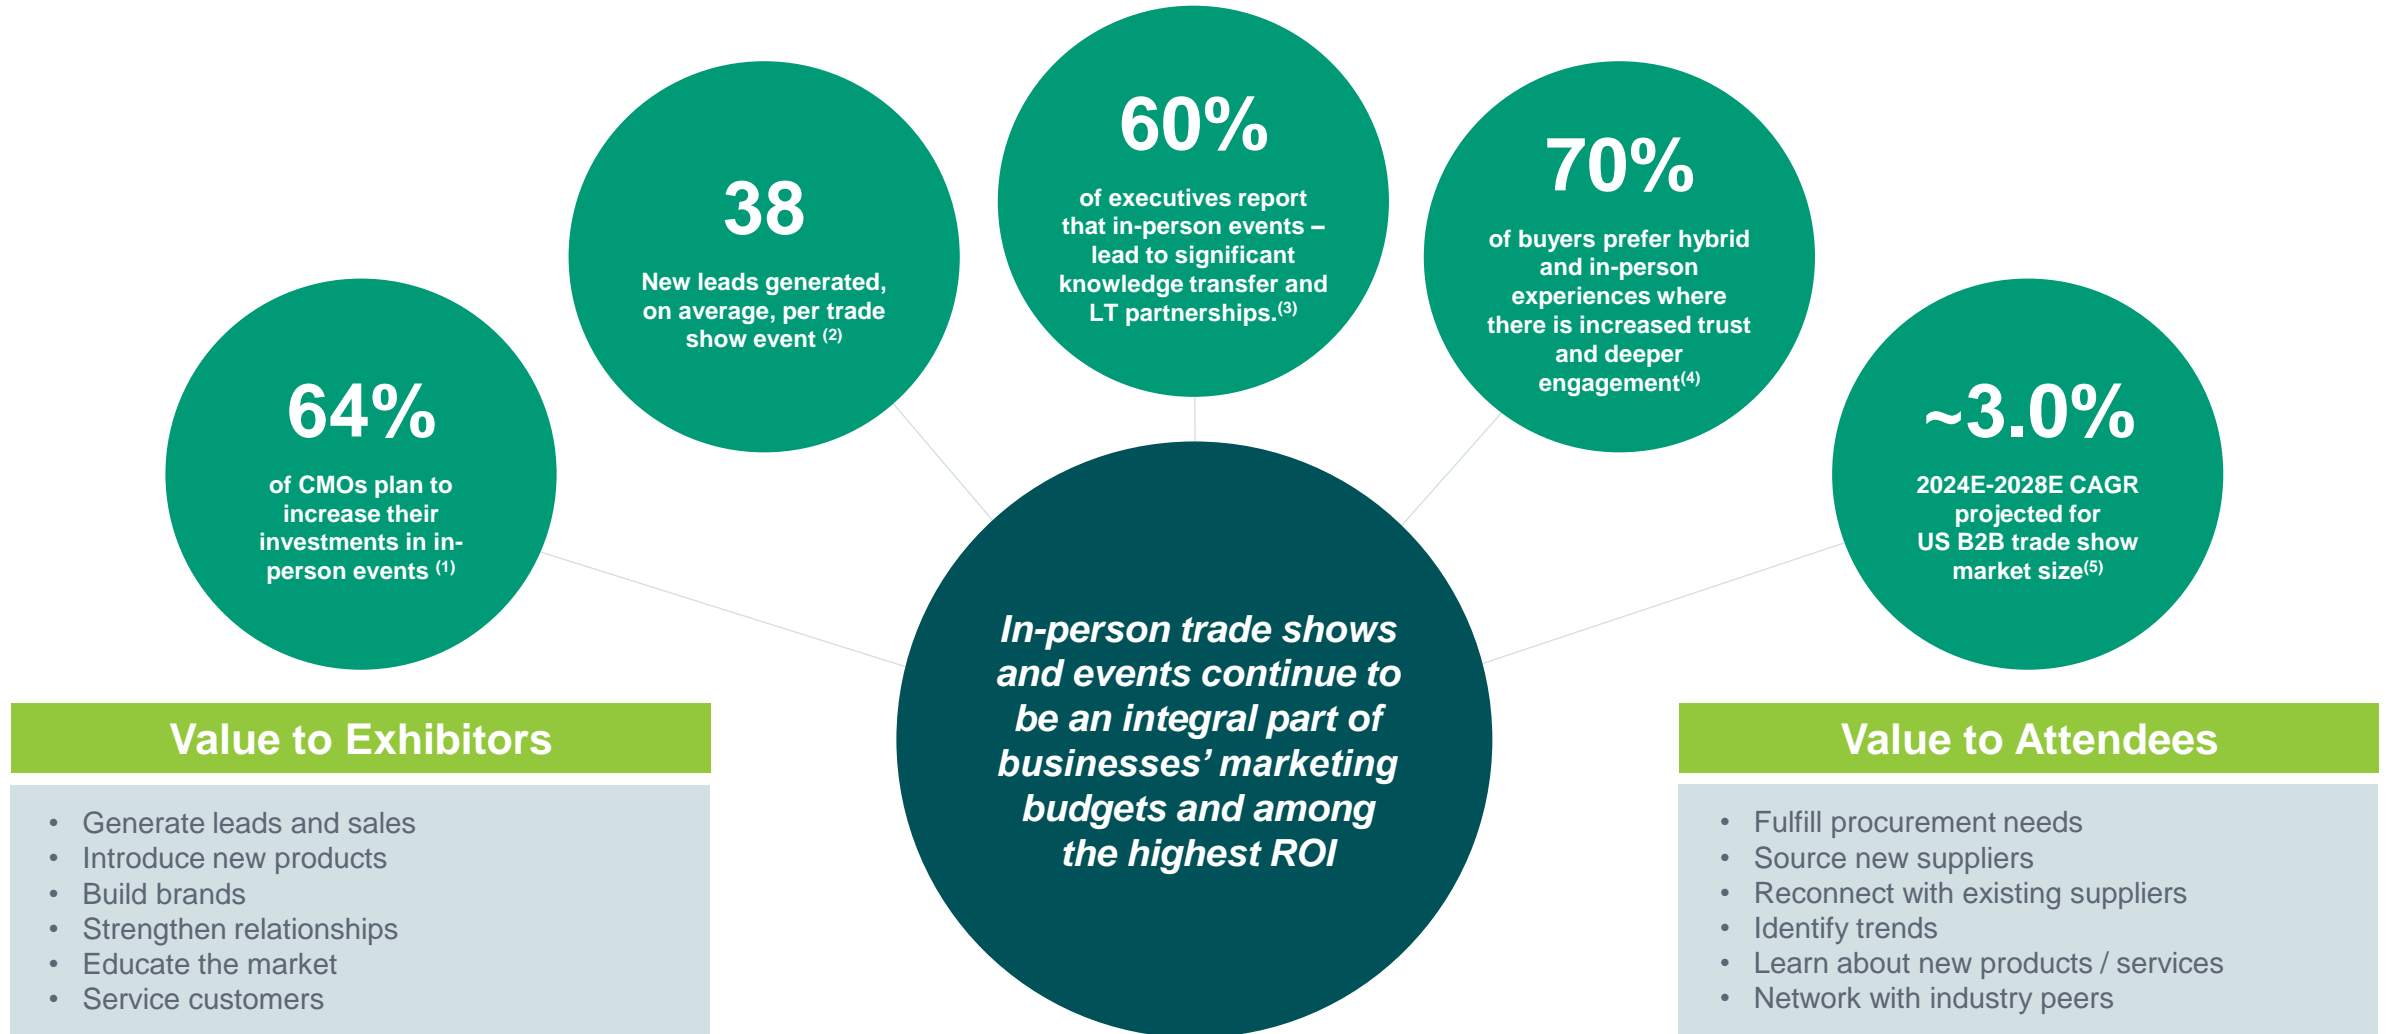 64%
of CMOs plan to
increase their
investments in in-
person events (1)
38
New leads generated,
on average, per trade
show event (2)
60%
of executives report
that in-person events –
lead to significant
knowledge transfer and
LT partnerships.(3)
70%
of buyers prefer hybrid
and in-person
experiences where
there is increased trust
and deeper
engagement(4)
~3.0%
2024E-2028E CAGR
projected for
US B2B trade show
market size(5)
In-person trade shows
and events continue to
be an integral part of
businesses’ marketing
budgets and among
the highest ROI
Value to Exhibitors
• Generate leads and sales
• Introduce new products
• Build brands
• Strengthen relationships
• Educate the market
• Service customers
Value to Attendees
• Fulfill procurement needs
• Source new suppliers
• Reconnect with existing suppliers
• Identify trends
• Learn about new products / services
• Network with industry peers